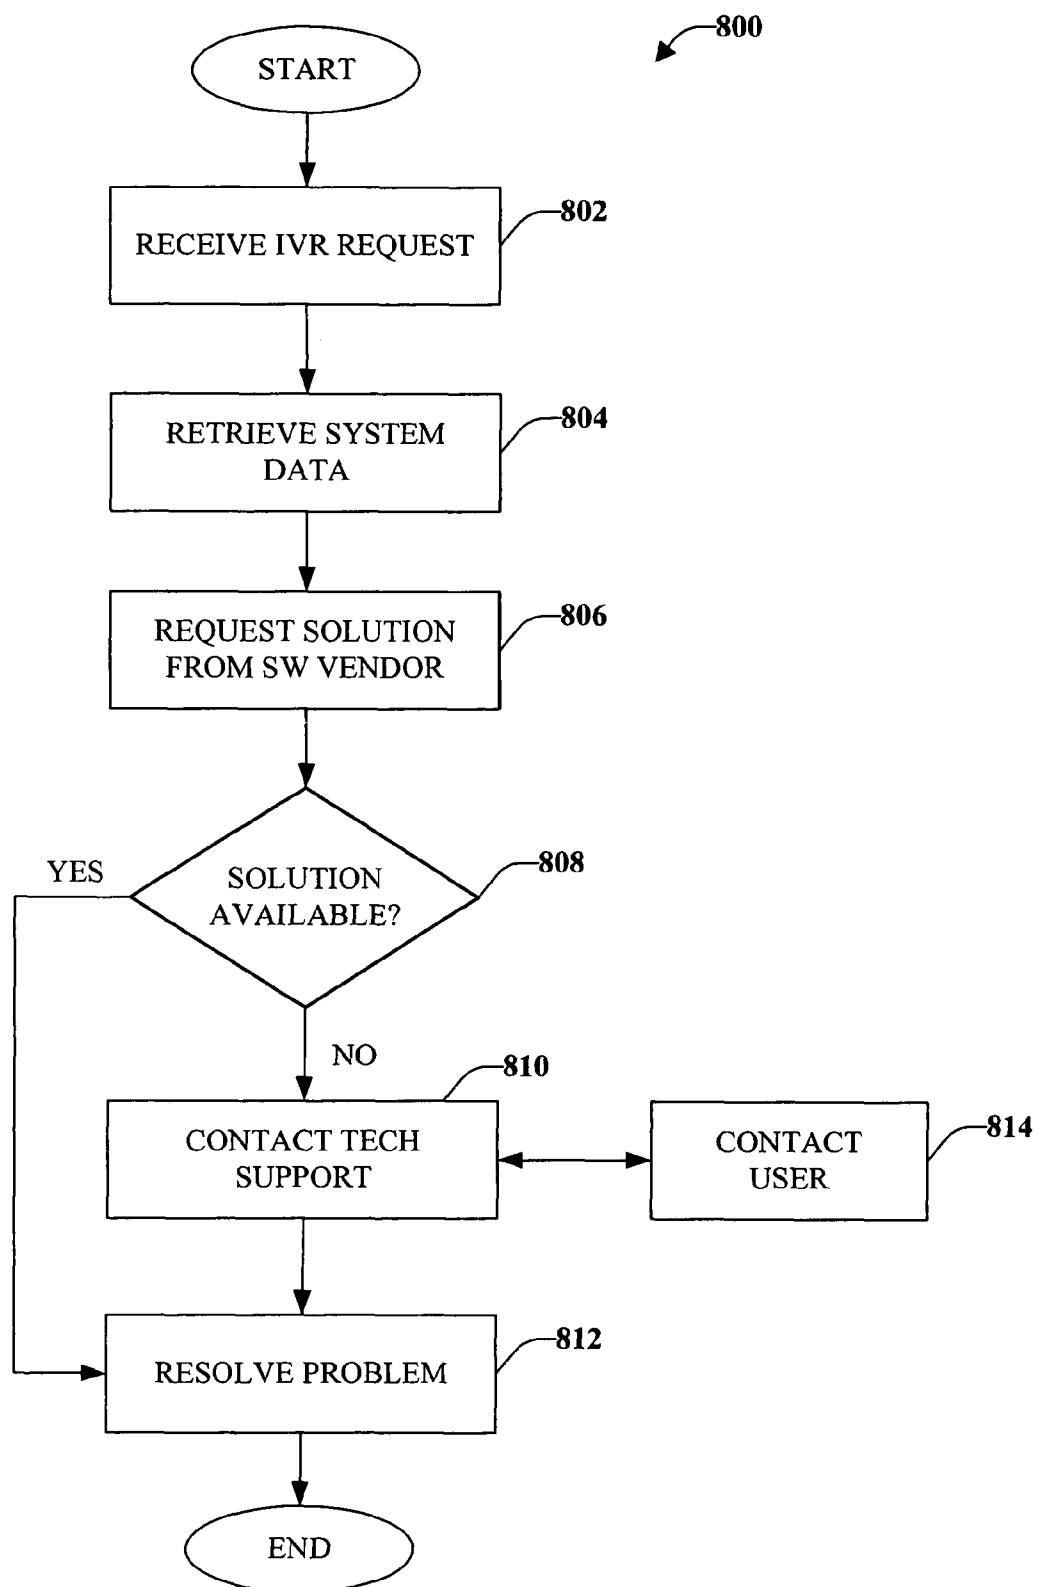 800
START
802
RECEIVE IVR REQUEST
804
RETRIEVE SYSTEM
DATA
806
REQUEST SOLUTION
FROM SW VENDOR
808
YES
SOLUTION
AVAILABLE?
NO
810
CONTACT TECH
SUPPORT
814
CONTACT
USER
812
RESOLVE PROBLEM
END